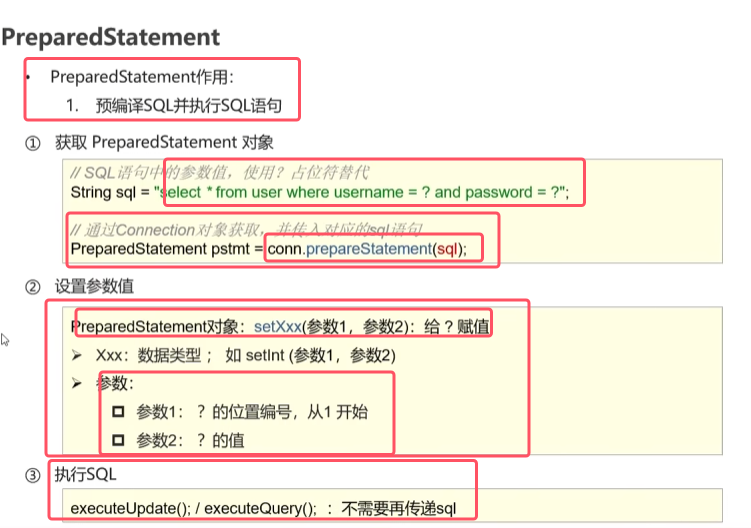 PreparedStatement
• PreparedStatement作用：
1. 预编译SQL并执行SQL语句
① 获取 PreparedStatement 对象
// SQL语句中的参数值，使用？占位符替代
String sql = "select * from user where username = ? and password = ?";
// 通过Connection对象获取，并传入对应的sql语句
PreparedStatement pstmt = conn.prepareStatement(sql);
② 设置参数值
PreparedStatement对象：setXxx(参数1，参数2)：给 ? 赋值
➢ Xxx：数据类型 ； 如 setInt (参数1，参数2)
➢ 参数：
参数1： ？的位置编号，从1 开始
参数2： ？的值
③ 执行SQL
executeUpdate(); / executeQuery(); ：不需要再传递sql